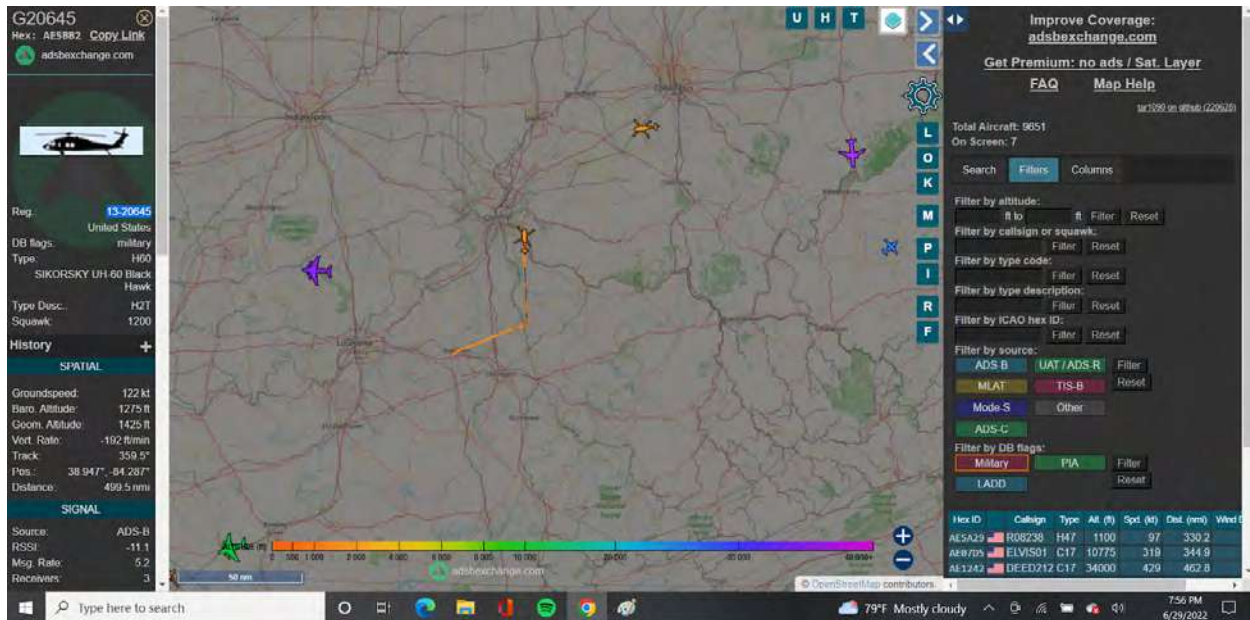 G20645
Hex: AE5882 Copy Link
adsbexchange.com
Reg.: 13-20645
United States
DB flags: military
Type: H60
SIKORSKY UH-60 Black
Hawk
Type Desc.: H2T
Squawk: 1200
History +
SPATIAL
Groundspeed: 122 kt
Baro. Altitude: 1275 ft
Geom. Altitude: 1425 ft
Vert. Rate: -192 ft/min
Track: 359.5°
Pos.: 38.947°, -84.287°
Distance: 499.5 nmi
SIGNAL
Source: ADS-B
RSSI: -11.1
Msg. Rate: 5.2
Receivers: 3
U H T
L
O
K
M
P
I
R
F
Indianapolis
Louisville
0 500 1 000 2 000 4 000 6 000 8 000 10 000 20 000 30 000 40 000+
adsbexchange.com
50 nm
© OpenStreetMap contributors.
Improve Coverage:
adsbexchange.com
Get Premium: no ads / Sat. Layer
FAQ Map Help
tar1090 on github (220628)
Total Aircraft: 9651
On Screen: 7
Search Filters Columns
Filter by altitude:
ft to ft Filter Reset
Filter by callsign or squawk:
Filter Reset
Filter by type code:
Filter Reset
Filter by type description:
Filter Reset
Filter by ICAO hex ID:
Filter Reset
Filter by source:
ADS-B UAT / ADS-R Filter
MLAT TIS-B Reset
Mode-S Other
ADS-C
Filter by DB flags:
Military PIA Filter
LADD Reset
Hex ID Callsign Type Alt. (ft) Spd. (kt) Dist. (nmi) Wind D
AE5A29 R08238 H47 1100 97 330.2
AE07D5 ELVIS01 C17 10775 319 344.9
AE1242 DEED212 C17 34000 429 462.8
Type here to search
79°F Mostly cloudy
7:56 PM
6/29/2022